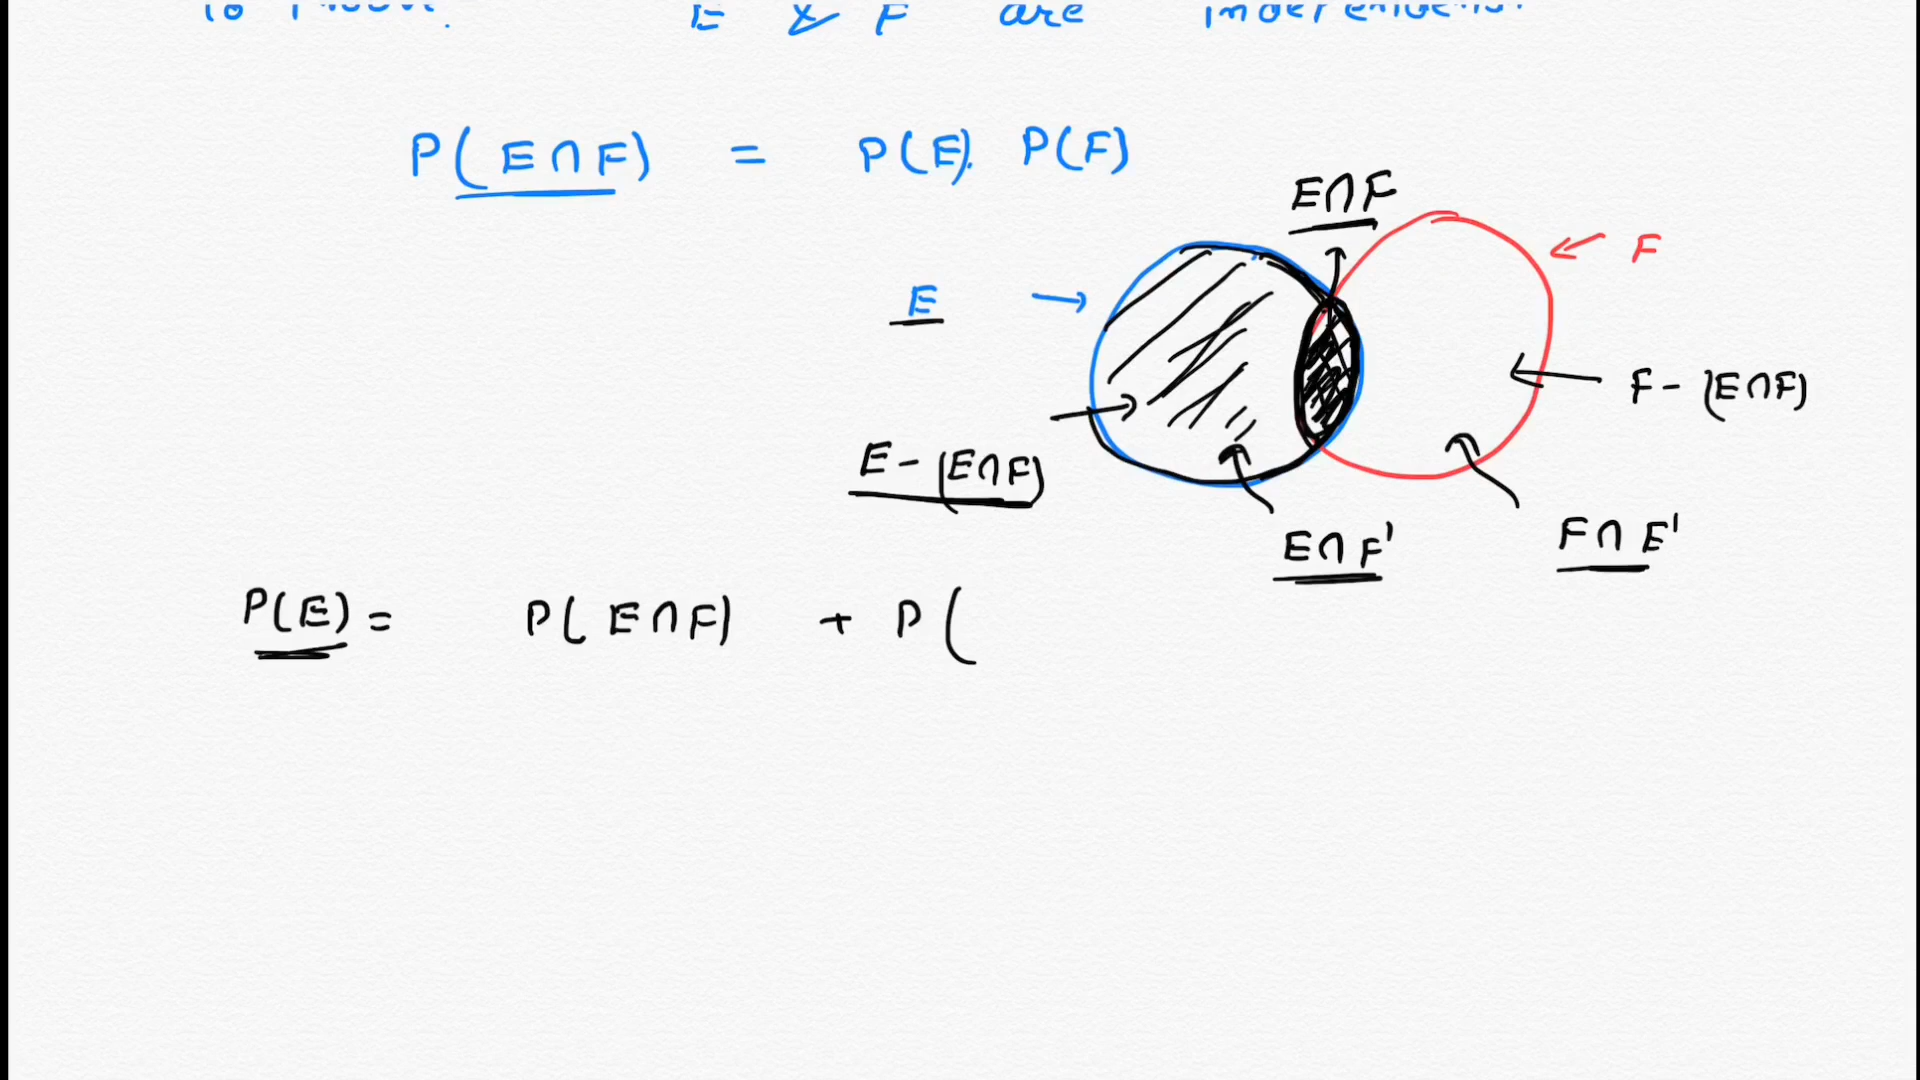 E & F are
P(E∩F) = P(E). P(F)
E∩F
F
E
F - (E∩F)
E - (E∩F)
E∩F'
F∩E'
P(E) = P(E∩F) + P(